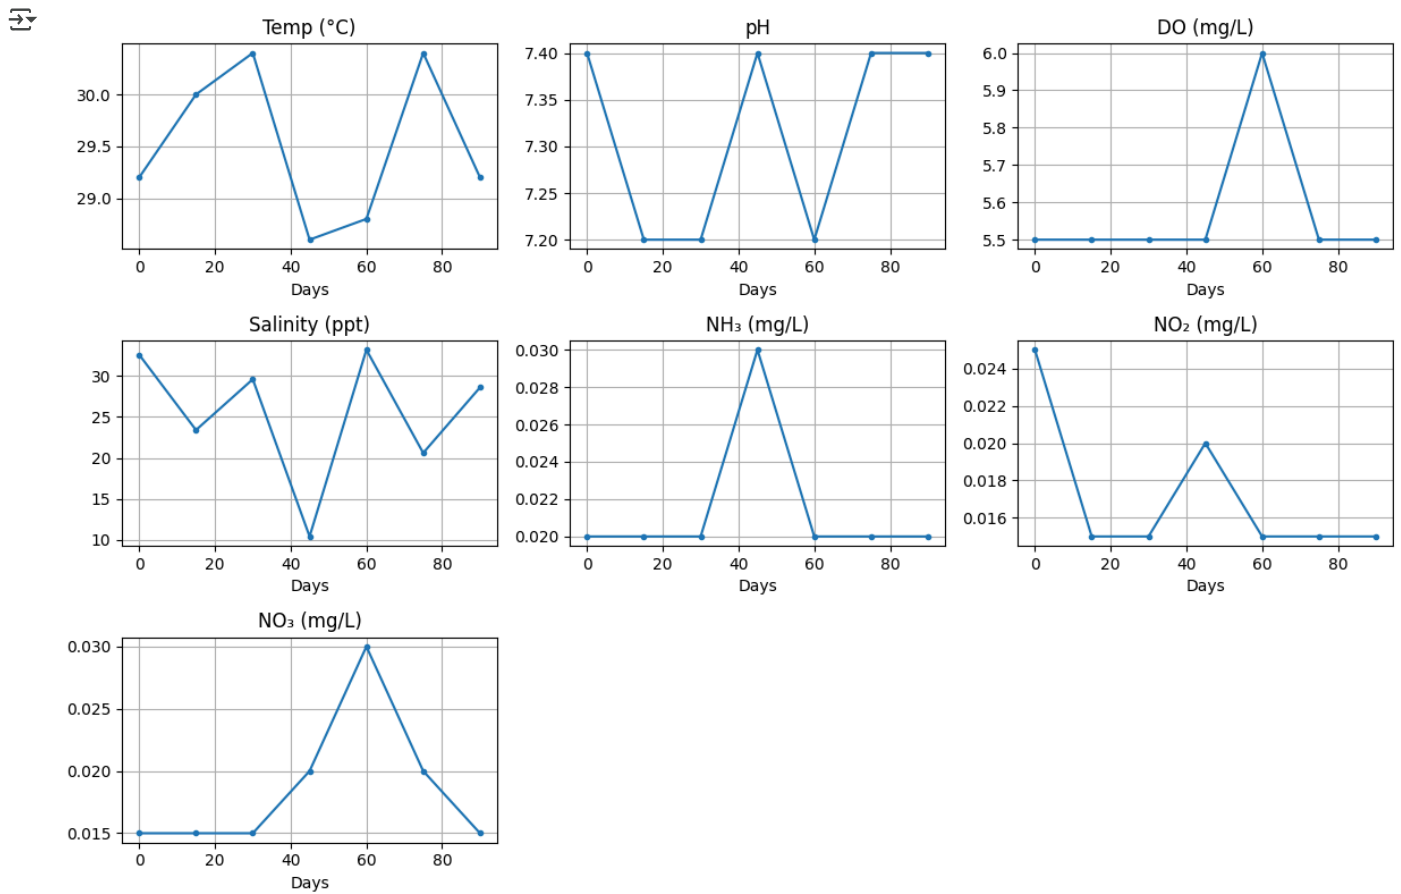 Temp (°C)
30.0
29.5
29.0
0 20 40 60 80
Days
pH
7.40
7.35
7.30
7.25
7.20
0 20 40 60 80
Days
DO (mg/L)
6.0
5.9
5.8
5.7
5.6
5.5
0 20 40 60 80
Days
Salinity (ppt)
30
25
20
15
10
0 20 40 60 80
Days
NH₃ (mg/L)
0.030
0.028
0.026
0.024
0.022
0.020
0 20 40 60 80
Days
NO₂ (mg/L)
0.024
0.022
0.020
0.018
0.016
0 20 40 60 80
Days
NO₃ (mg/L)
0.030
0.025
0.020
0.015
0 20 40 60 80
Days